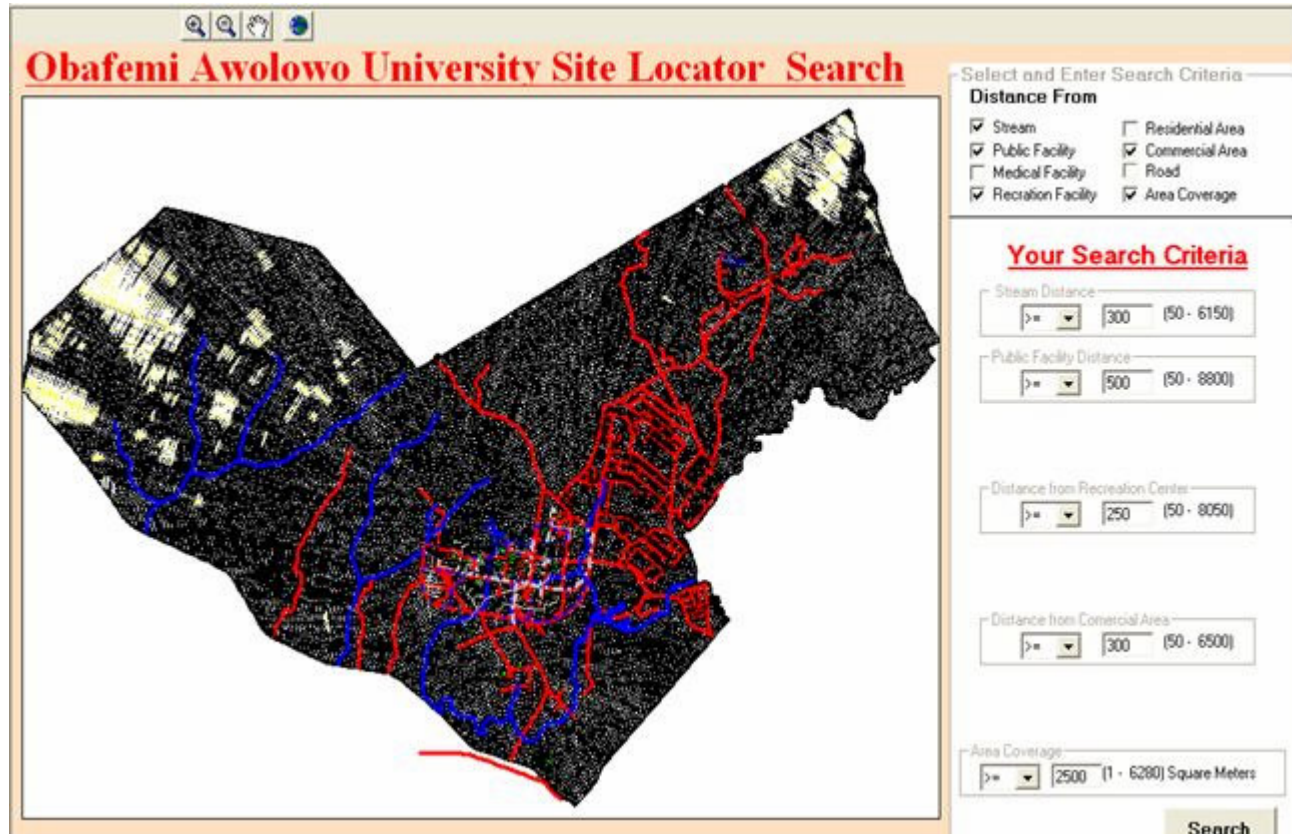 Obafemi Awolowo University Site Locator Search
Select and Enter Search Criteria
Distance From
Stream
Residential Area
Public Facility
Commercial Area
Medical Facility
Road
Recration Facility
Area Coverage
Your Search Criteria
Stream Distance
>= 300 (50 - 6150)
Public Facility Distance
>= 500 (50 - 8800)
Distance from Recreation Center
>= 250 (50 - 8050)
Distance from Comercial Area
>= 300 (50 - 6500)
Area Coverage
>= 2500 (1 - 6280) Square Meters
Search